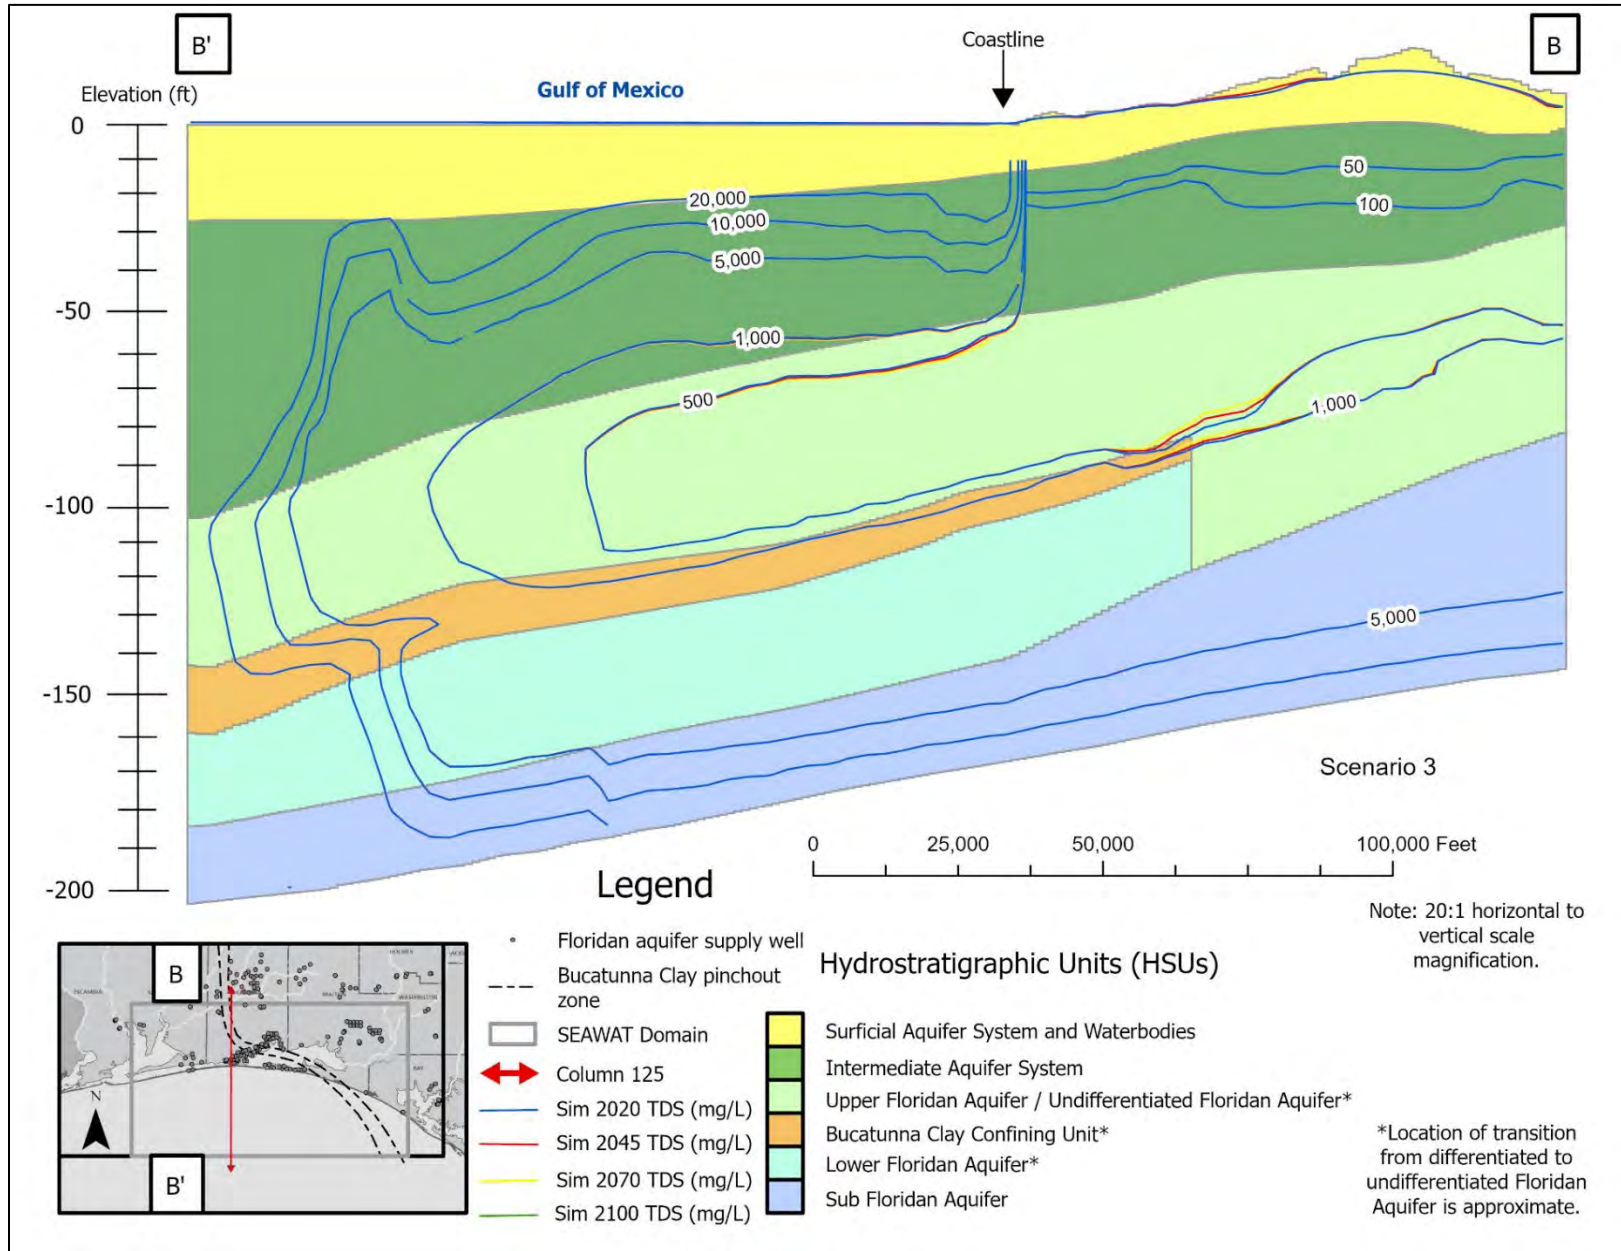 B'
B
Coastline
Elevation (ft)
Gulf of Mexico
0
-50
-100
-150
-200
20,000
10,000
5,000
1,000
500
50
100
1,000
5,000
Scenario 3
0
25,000
50,000
100,000 Feet
Note: 20:1 horizontal to
vertical scale
magnification.
Legend
Floridan aquifer supply well
Bucatunna Clay pinchout
zone
SEAWAT Domain
Column 125
Sim 2020 TDS (mg/L)
Sim 2045 TDS (mg/L)
Sim 2070 TDS (mg/L)
Sim 2100 TDS (mg/L)
Hydrostratigraphic Units (HSUs)
Surficial Aquifer System and Waterbodies
Intermediate Aquifer System
Upper Floridan Aquifer / Undifferentiated Floridan Aquifer*
Bucatunna Clay Confining Unit*
Lower Floridan Aquifer*
Sub Floridan Aquifer
*Location of transition
from differentiated to
undifferentiated Floridan
Aquifer is approximate.
B
B'
N
WASHINGTON
BAY